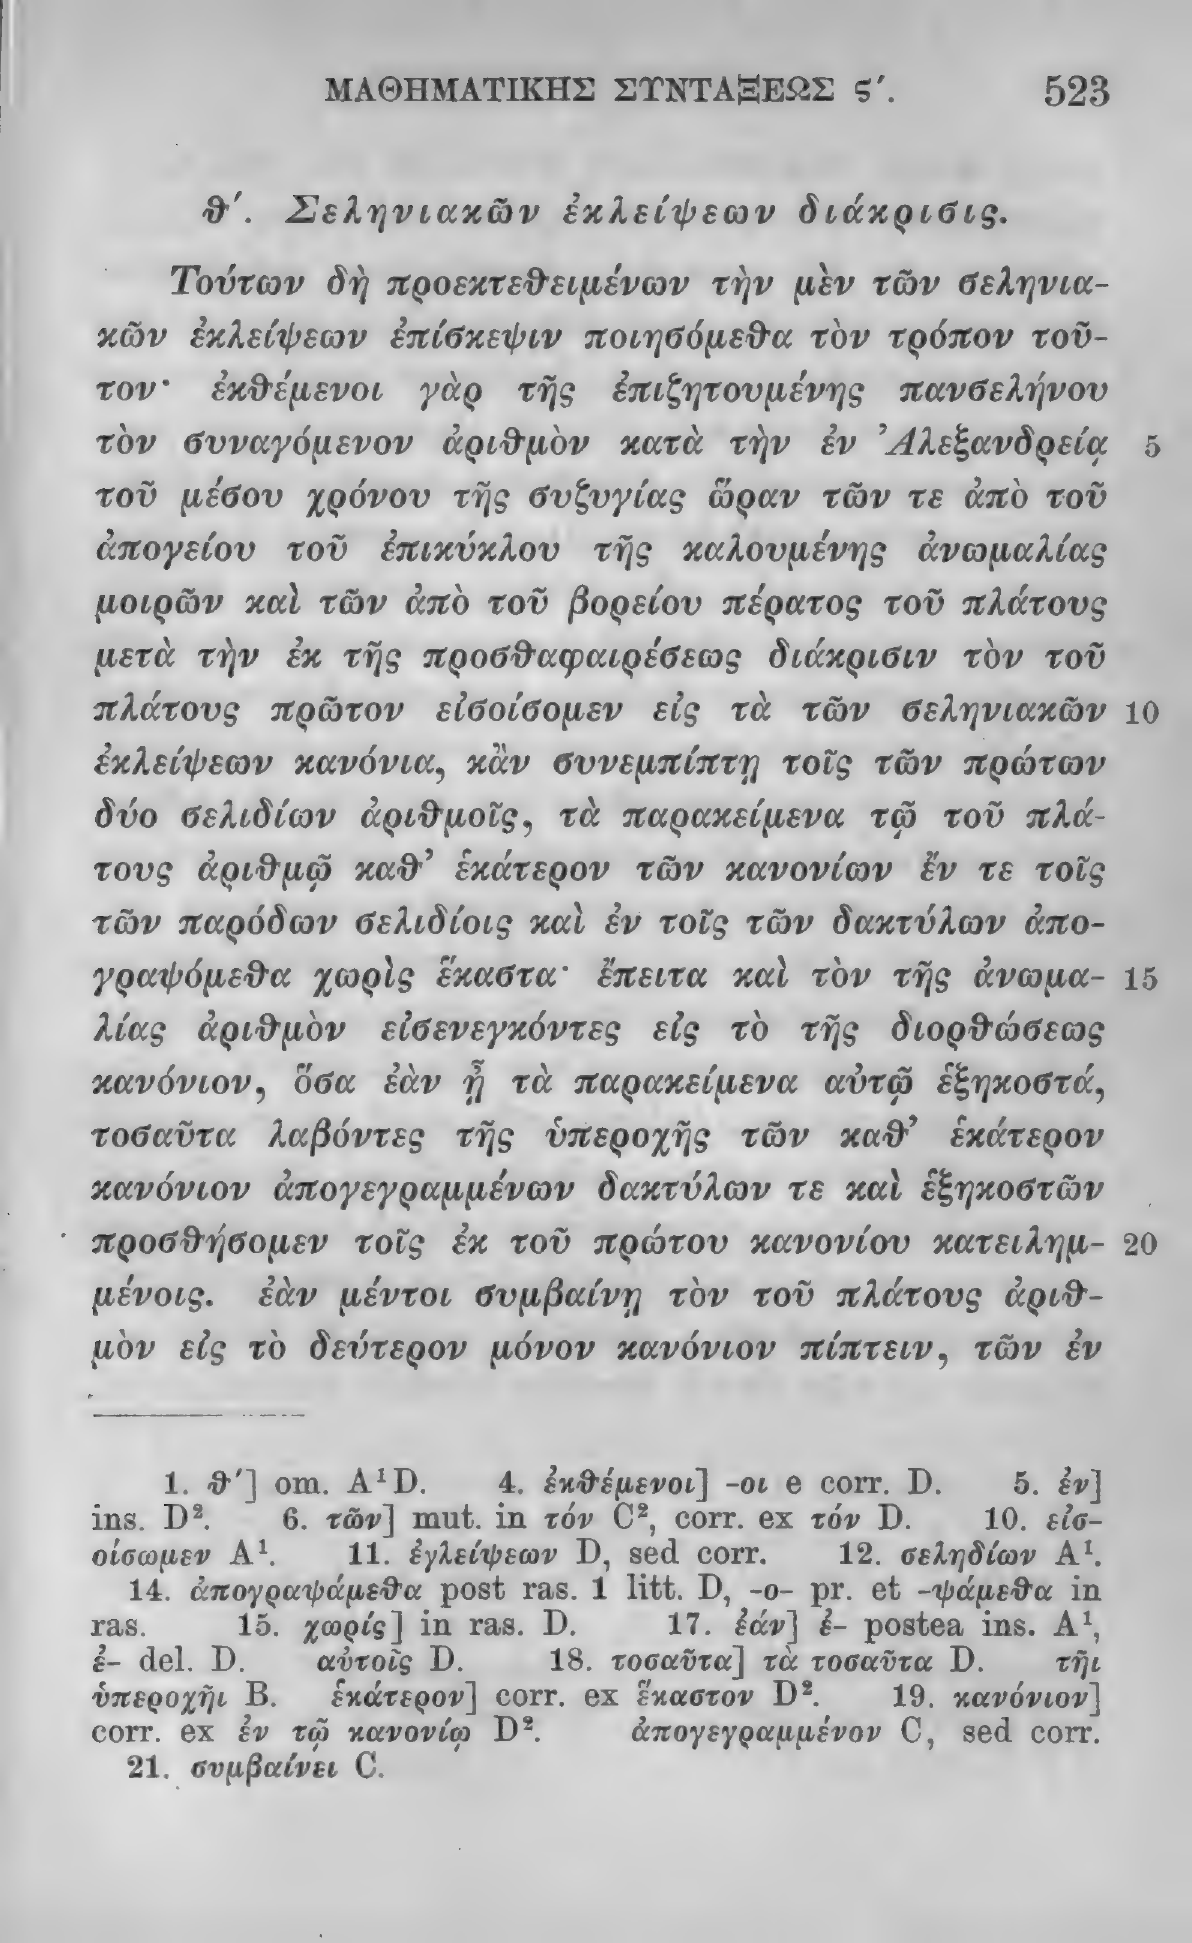 ΜΑΘΗΜΑΤΙΚΗΣ ΣΥΝΤΑΞΕΩΣ ϛʹ. 523
ϑʹ. Σεληνιακῶν ἐκλείψεων διάκρισις.
Τούτων δὴ προεκτεϑειμένων τὴν μὲν τῶν σεληνια-
κῶν ἐκλείψεων ἐπίσκεψιν ποιησόμεϑα τὸν τρόπον τοῦ-
τον· ἐκϑέμενοι γὰρ τῆς ἐπιζητουμένης πανσελήνου
τὸν συναγόμενον ἀριϑμὸν κατὰ τὴν ἐν Ἀλεξανδρείᾳ 5
τοῦ μέσου χρόνου τῆς συζυγίας ὥραν τῶν τε ἀπὸ τοῦ
ἀπογείου τοῦ ἐπικύκλου τῆς καλουμένης ἀνωμαλίας
μοιρῶν καὶ τῶν ἀπὸ τοῦ βορείου πέρατος τοῦ πλάτους
μετὰ τὴν ἐκ τῆς προσϑαφαιρέσεως διάκρισιν τὸν τοῦ
πλάτους πρῶτον εἰσοίσομεν εἰς τὰ τῶν σεληνιακῶν 10
ἐκλείψεων κανόνια, κἂν συνεμπίπτῃ τοῖς τῶν πρώτων
δύο σελιδίων ἀριϑμοῖς, τὰ παρακείμενα τῷ τοῦ πλά-
τους ἀριϑμῷ καϑ’ ἑκάτερον τῶν κανονίων ἔν τε τοῖς
τῶν παρόδων σελιδίοις καὶ ἐν τοῖς τῶν δακτύλων ἀπο-
γραψόμεϑα χωρὶς ἕκαστα· ἔπειτα καὶ τὸν τῆς ἀνωμα- 15
λίας ἀριϑμὸν εἰσενεγκόντες εἰς τὸ τῆς διορϑώσεως
κανόνιον, ὅσα ἐὰν ᾖ τὰ παρακείμενα αὐτῷ ἑξηκοστά,
τοσαῦτα λαβόντες τῆς ὑπεροχῆς τῶν καϑ’ ἑκάτερον
κανόνιον ἀπογεγραμμένων δακτύλων τε καὶ ἑξηκοστῶν
προσϑήσομεν τοῖς ἐκ τοῦ πρώτου κανονίου κατειλημ- 20
μένοις. ἐὰν μέντοι συμβαίνῃ τὸν τοῦ πλάτους ἀριϑ-
μὸν εἰς τὸ δεύτερον μόνον κανόνιον πίπτειν, τῶν ἐν
1. ϑʹ] om. A¹D. 4. ἐκϑέμενοι] -οι e corr. D. 5. ἐν]
ins. D². 6. τῶν] mut. in τόν C², corr. ex τόν D. 10. εἰσ-
οίσωμεν A¹. 11. ἐγλείψεων D, sed corr. 12. σεληδίων A¹.
14. ἀπογραψάμεϑα post ras. 1 litt. D, -ο- pr. et -ψάμεϑα in
ras. 15. χωρίς] in ras. D. 17. ἐάν] ἐ- postea ins. A¹,
ἐ- del. D. αὐτοῖς D. 18. τοσαῦτα] τὰ τοσαῦτα D. τῆι
ὑπεροχῆι B. ἑκάτερον] corr. ex ἕκαστον D². 19. κανόνιον]
corr. ex ἐν τῷ κανονίῳ D². ἀπογεγραμμένον C, sed corr.
21. συμβαίνει C.